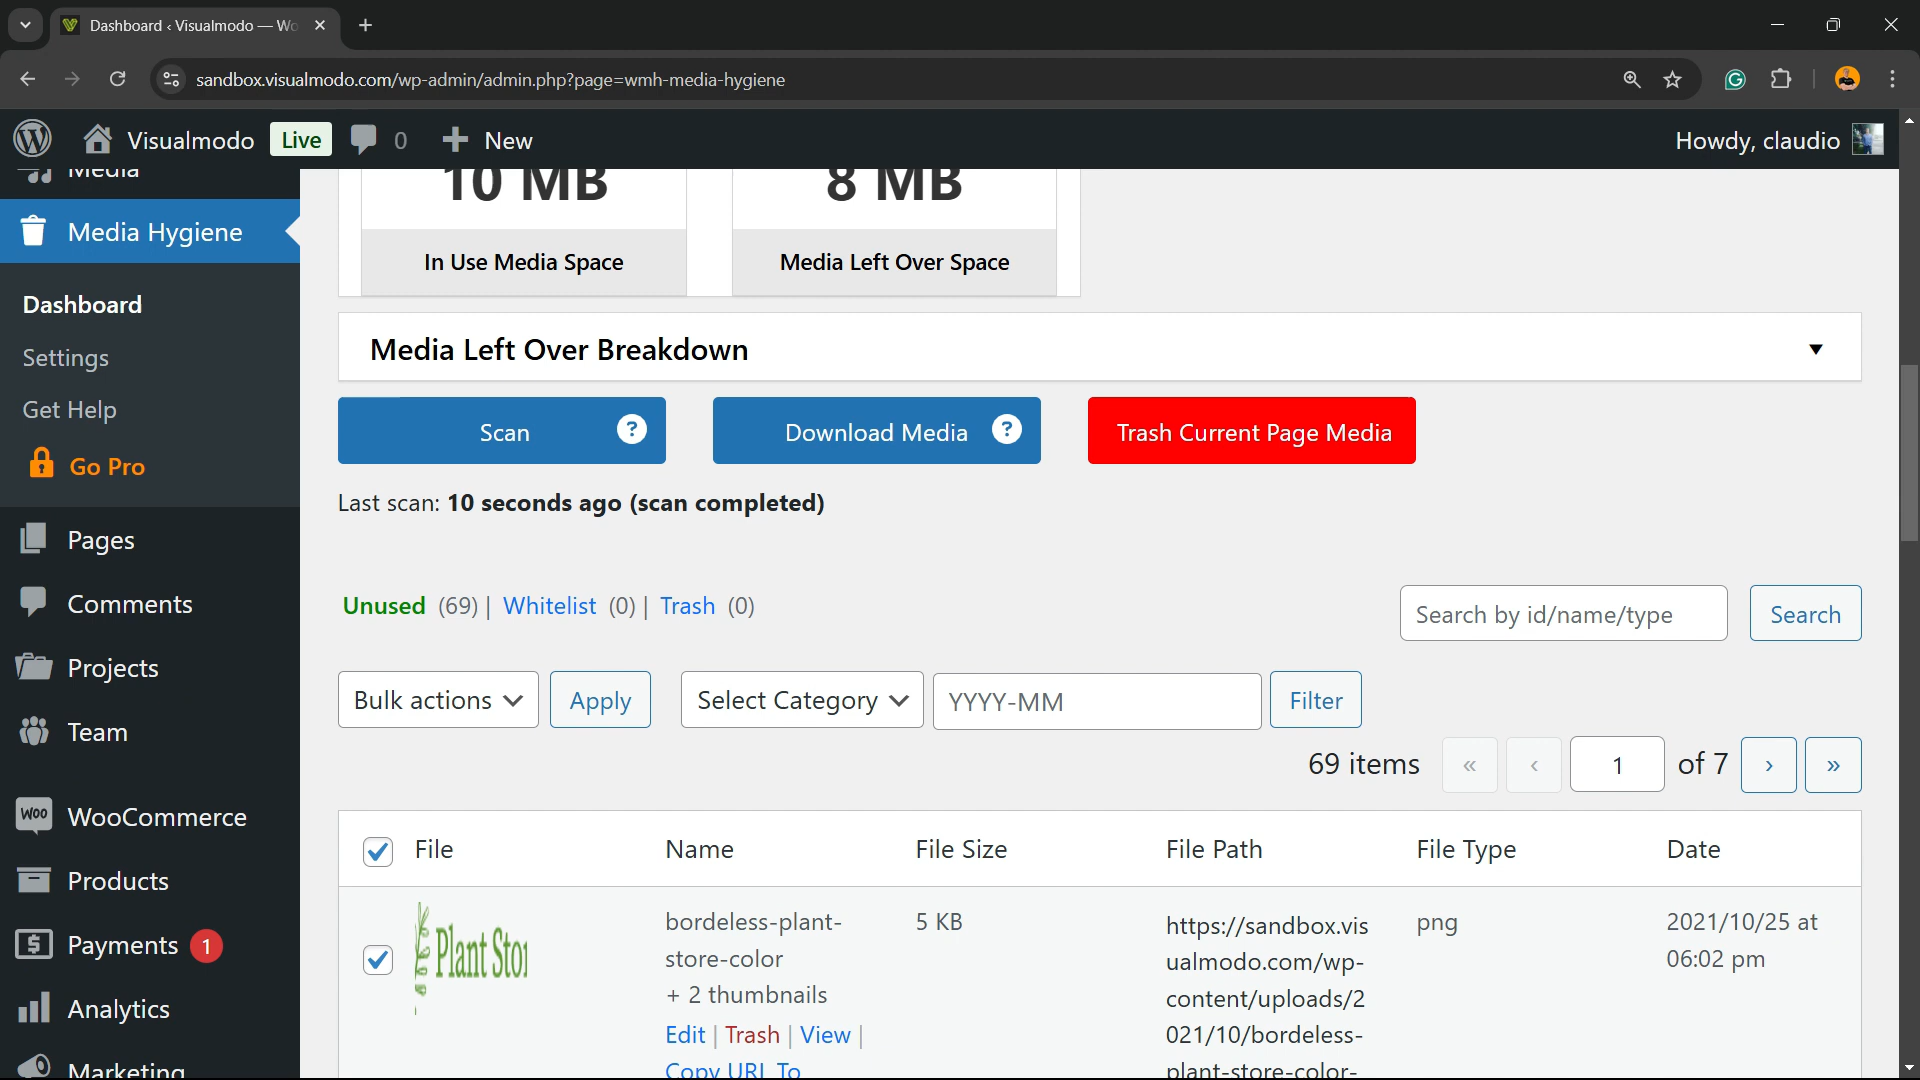 Dashboard ‹ Visualmodo — Wo
sandbox.visualmodo.com/wp-admin/admin.php?page=wmh-media-hygiene
Visualmodo Live 0 New
Howdy, claudio
Media
Media Hygiene
Dashboard
Settings
Get Help
Go Pro
Pages
Comments
Projects
Team
Woo WooCommerce
Products
Payments 1
Analytics
Marketing
10 MB
In Use Media Space
8 MB
Media Left Over Space
Media Left Over Breakdown
Scan ?
Download Media ?
Trash Current Page Media
Last scan: 10 seconds ago (scan completed)
Unused (69) | Whitelist (0) | Trash (0)
Search by id/name/type Search
Bulk actions Apply Select Category YYYY-MM Filter
69 items « ‹ 1 of 7 › »
File Name File Size File Path File Type Date
Plant Stor
bordeless-plant-
store-color
+ 2 thumbnails
Edit | Trash | View |
Copy URL To
5 KB
https://sandbox.vis
ualmodo.com/wp-
content/uploads/2
021/10/bordeless-
plant-store-color-
png
2021/10/25 at
06:02 pm